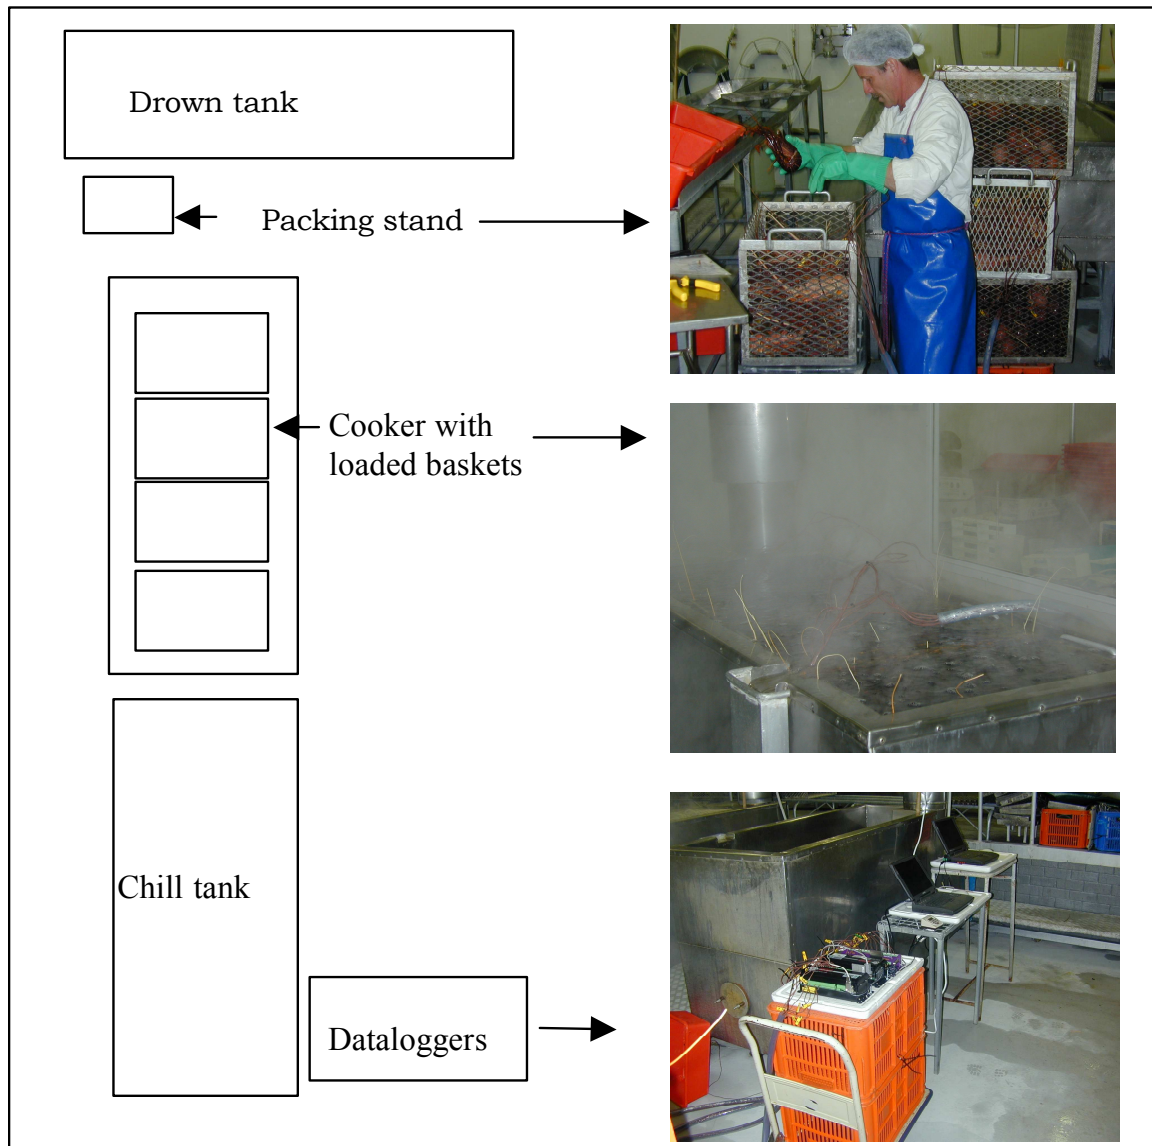 Drown tank
Packing stand
Cooker with
loaded baskets
Chill tank
Dataloggers